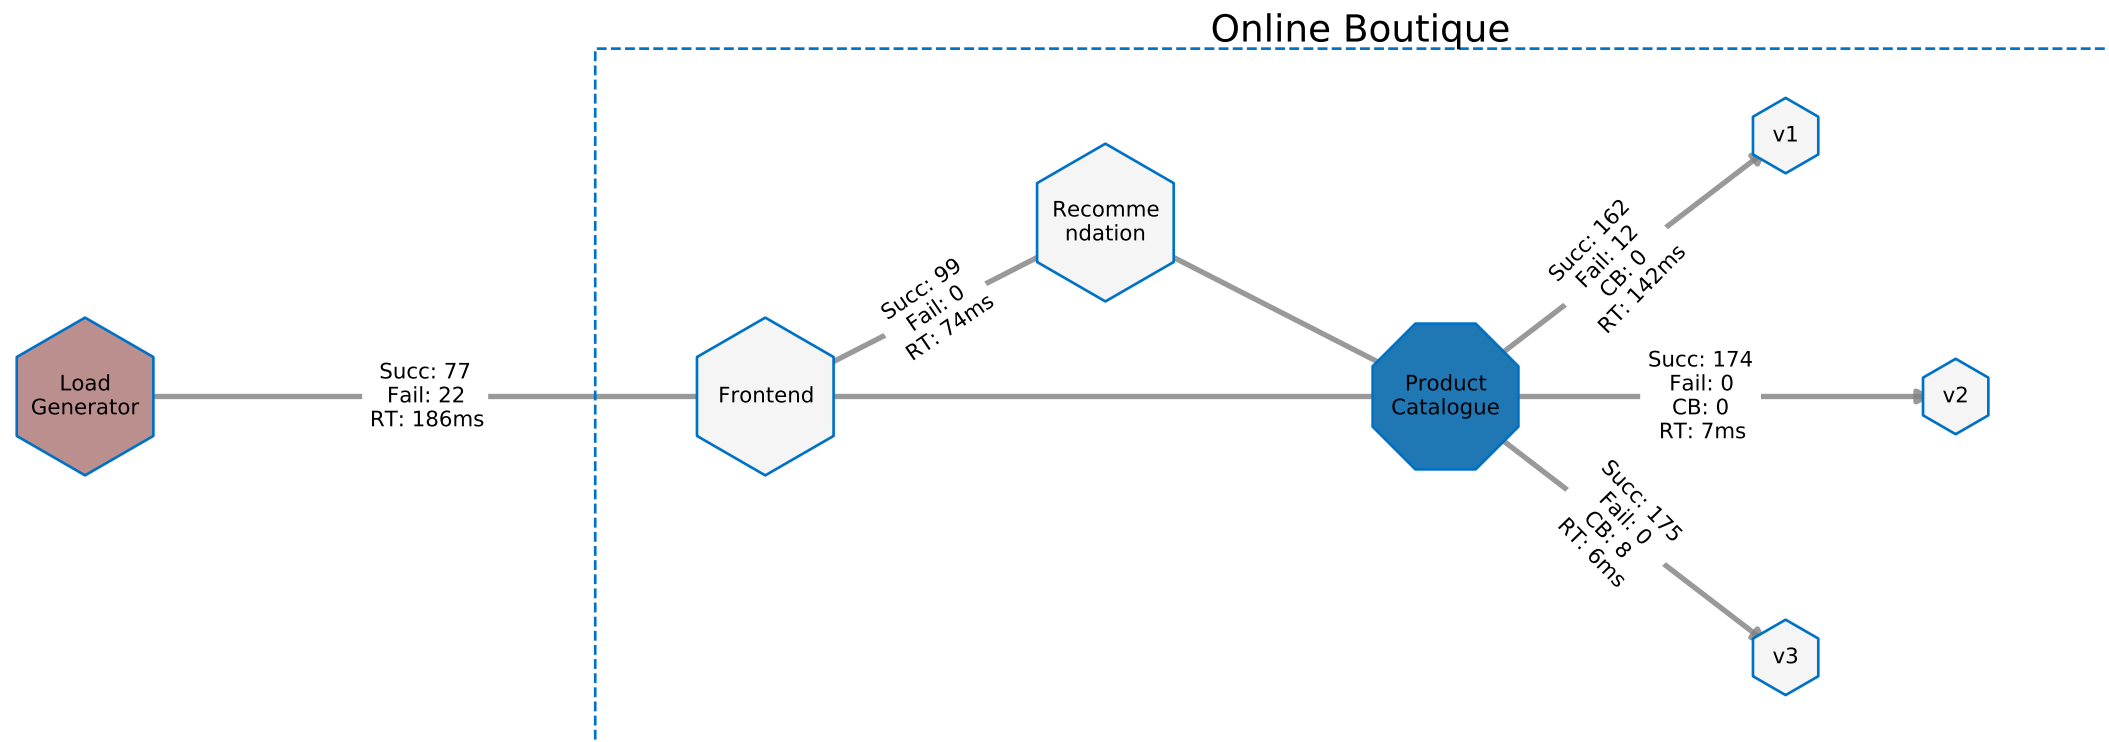 Online Boutique
Load
Generator
Succ: 77
Fail: 22
RT: 186ms
Frontend
Succ: 99
Fail: 0
RT: 74ms
Recomme
ndation
Product
Catalogue
Succ: 162
Fail: 12
CB: 0
RT: 142ms
v1
Succ: 174
Fail: 0
CB: 0
RT: 7ms
v2
Succ: 175
Fail: 0
CB: 8
RT: 6ms
v3